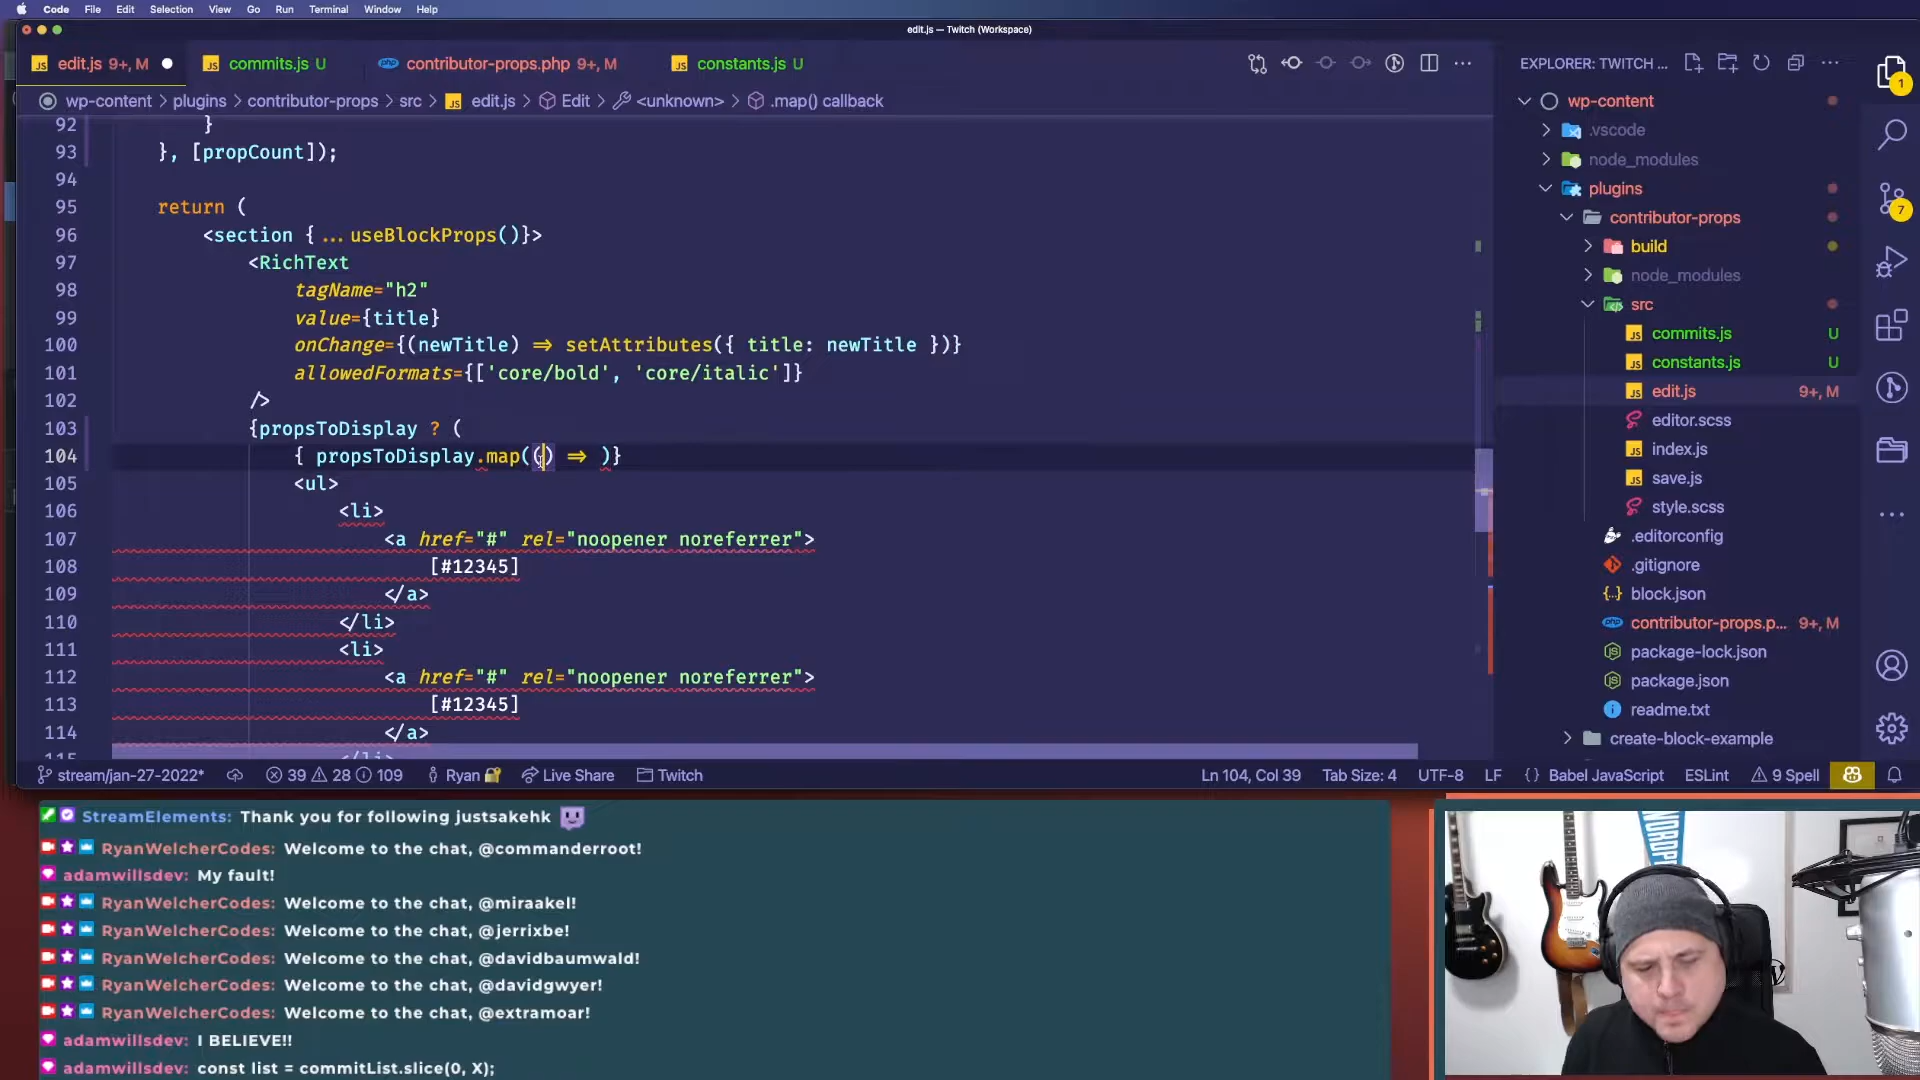 Code File Edit Selection View Go Run Terminal Window Help
edit.js — Twitch (Workspace)
edit.js 9+, M
commits.js U
contributor-props.php 9+, M
constants.js U
EXPLORER: TWITCH ...
wp-content > plugins > contributor-props > src > edit.js > Edit > <unknown> > .map() callback
92 }
93 }, [propCount]);
94
95 return (
96 <section {...useBlockProps()}>
97 <RichText
98 tagName="h2"
99 value={title}
100 onChange={(newTitle) => setAttributes({ title: newTitle })}
101 allowedFormats={['core/bold', 'core/italic']}
102 />
103 {propsToDisplay ? (
104 { propsToDisplay.map(() => )}
105 <ul>
106 <li>
107 <a href="#" rel="noopener noreferrer">
108 [#12345]
109 </a>
110 </li>
111 <li>
112 <a href="#" rel="noopener noreferrer">
113 [#12345]
114 </a>
115 </li>
wp-content
.vscode
node_modules
plugins
contributor-props
build
node_modules
src
commits.js U
constants.js U
edit.js 9+, M
editor.scss
index.js
save.js
style.scss
.editorconfig
.gitignore
block.json
contributor-props.p... 9+, M
package-lock.json
package.json
readme.txt
create-block-example
1
7
stream/jan-27-2022* 39 28 109 Ryan Live Share Twitch Ln 104, Col 39 Tab Size: 4 UTF-8 LF Babel JavaScript ESLint 9 Spell
StreamElements: Thank you for following justsakehk
RyanWelcherCodes: Welcome to the chat, @commanderroot!
adamwillsdev: My fault!
RyanWelcherCodes: Welcome to the chat, @miraakel!
RyanWelcherCodes: Welcome to the chat, @jerrixbe!
RyanWelcherCodes: Welcome to the chat, @davidbaumwald!
RyanWelcherCodes: Welcome to the chat, @davidgwyer!
RyanWelcherCodes: Welcome to the chat, @extramoar!
adamwillsdev: I BELIEVE!!
adamwillsdev: const list = commitList.slice(0, X);